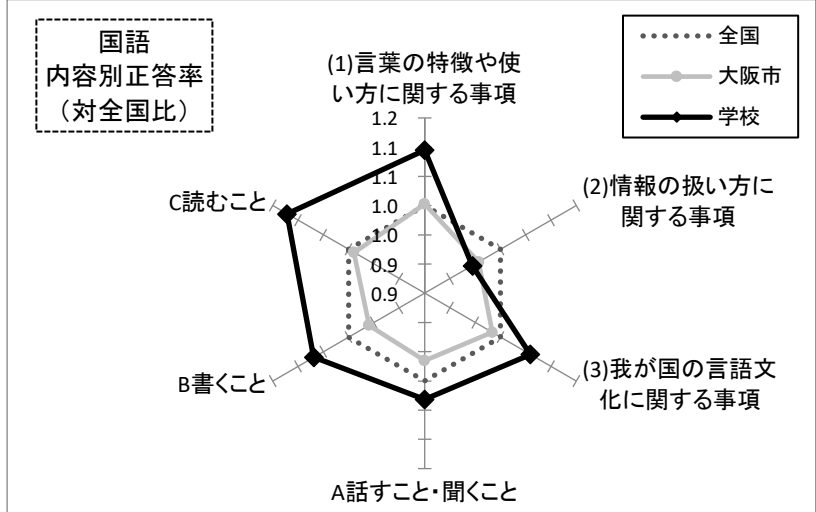 国語
内容別正答率
（対全国比）
全国
大阪市
学校
(1)言葉の特徴や使
い方に関する事項
1.2
1.1
1.1
1.0
1.0
0.9
0.9
(2)情報の扱い方に
関する事項
(3)我が国の言語文
化に関する事項
A話すこと・聞くこと
B書くこと
C読むこと